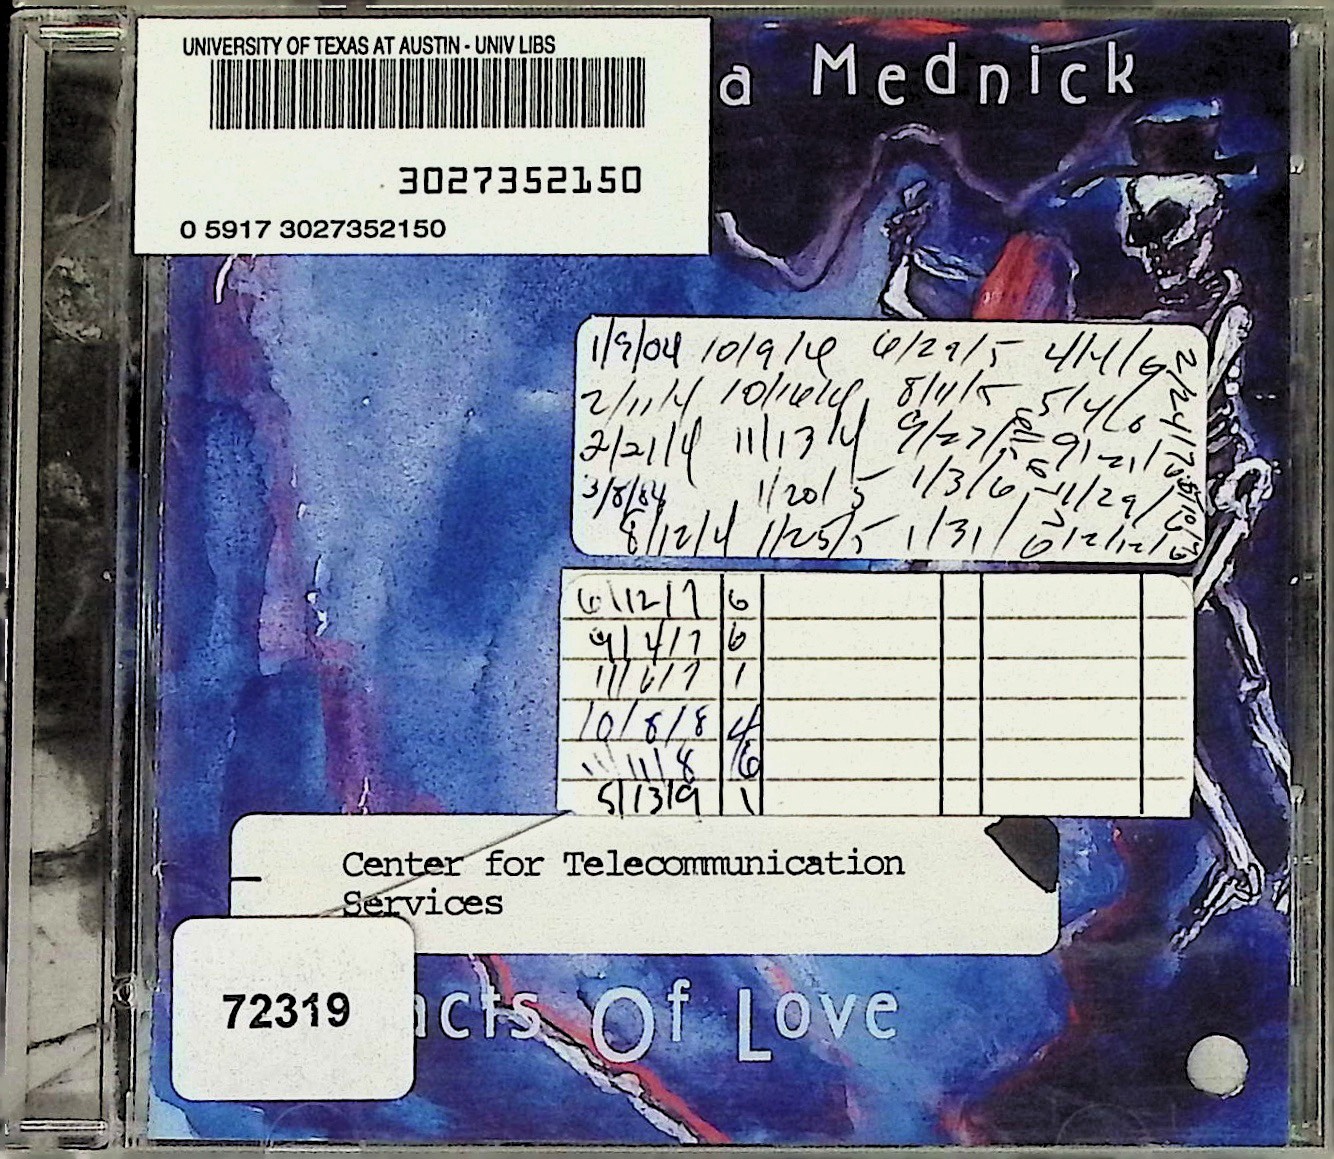 UNIVERSITY OF TEXAS AT AUSTIN - UNIV LIBS
a Mednick
3027352150
0 5917 3027352150
1/9/04 10/9/4 6/29/5 4/4/6
2/11/4 10/16/4 8/11/5 5/4/6
2/21/4 11/13/4 9/27/5 9/21/6
3/8/04 1/20/5 1/3/6 11/29/6
8/12/4 1/25/5 1/31/6 12/12/6
2/24/7
6/12/7 6
9/4/7 6
11/6/7 1
10/8/8 4
11/11/8 6
5/13/9 1
Center for Telecommunication
Services
72319
acts Of Love